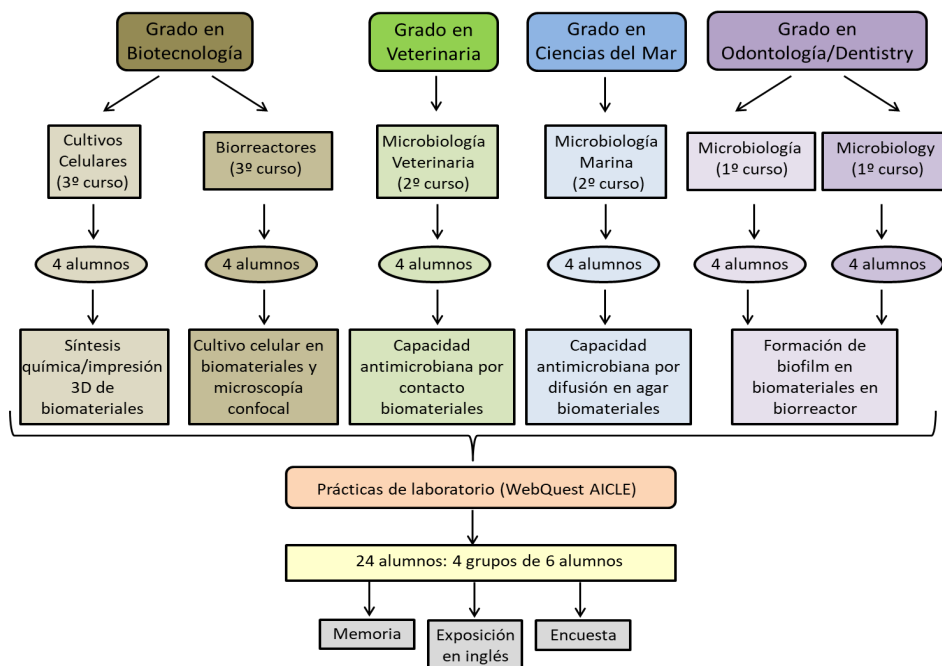 Grado en
Biotecnología
Grado en
Veterinaria
Grado en
Ciencias del Mar
Grado en
Odontología/Dentistry
Cultivos
Celulares
(3º curso)
Biorreactores
(3º curso)
Microbiología
Veterinaria
(2º curso)
Microbiología
Marina
(2º curso)
Microbiología
(1º curso)
Microbiology
(1º curso)
4 alumnos
4 alumnos
4 alumnos
4 alumnos
4 alumnos
4 alumnos
Síntesis
química/impresión
3D de
biomateriales
Cultivo celular en
biomateriales y
microscopía
confocal
Capacidad
antimicrobiana por
contacto
biomateriales
Capacidad
antimicrobiana por
difusión en agar
biomateriales
Formación de
biofilm en
biomateriales en
biorreactor
Prácticas de laboratorio (WebQuest AICLE)
24 alumnos: 4 grupos de 6 alumnos
Memoria
Exposición
en inglés
Encuesta